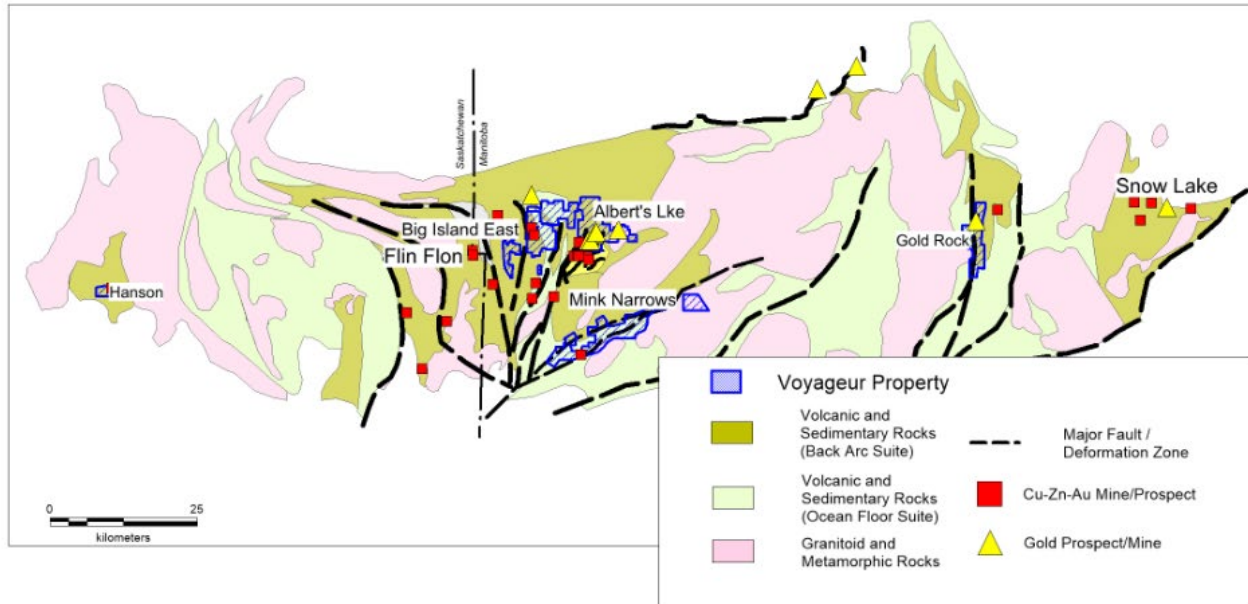 Saskatchewan
Manitoba
Snow Lake
Albert's Lke
Big Island East
Gold Rock
Flin Flon
Hanson
Mink Narrows
Voyageur Property
Volcanic and
Sedimentary Rocks
(Back Arc Suite)
Major Fault /
Deformation Zone
Volcanic and
Sedimentary Rocks
(Ocean Floor Suite)
Cu-Zn-Au Mine/Prospect
Granitoid and
Metamorphic Rocks
Gold Prospect/Mine
0 25
kilometers